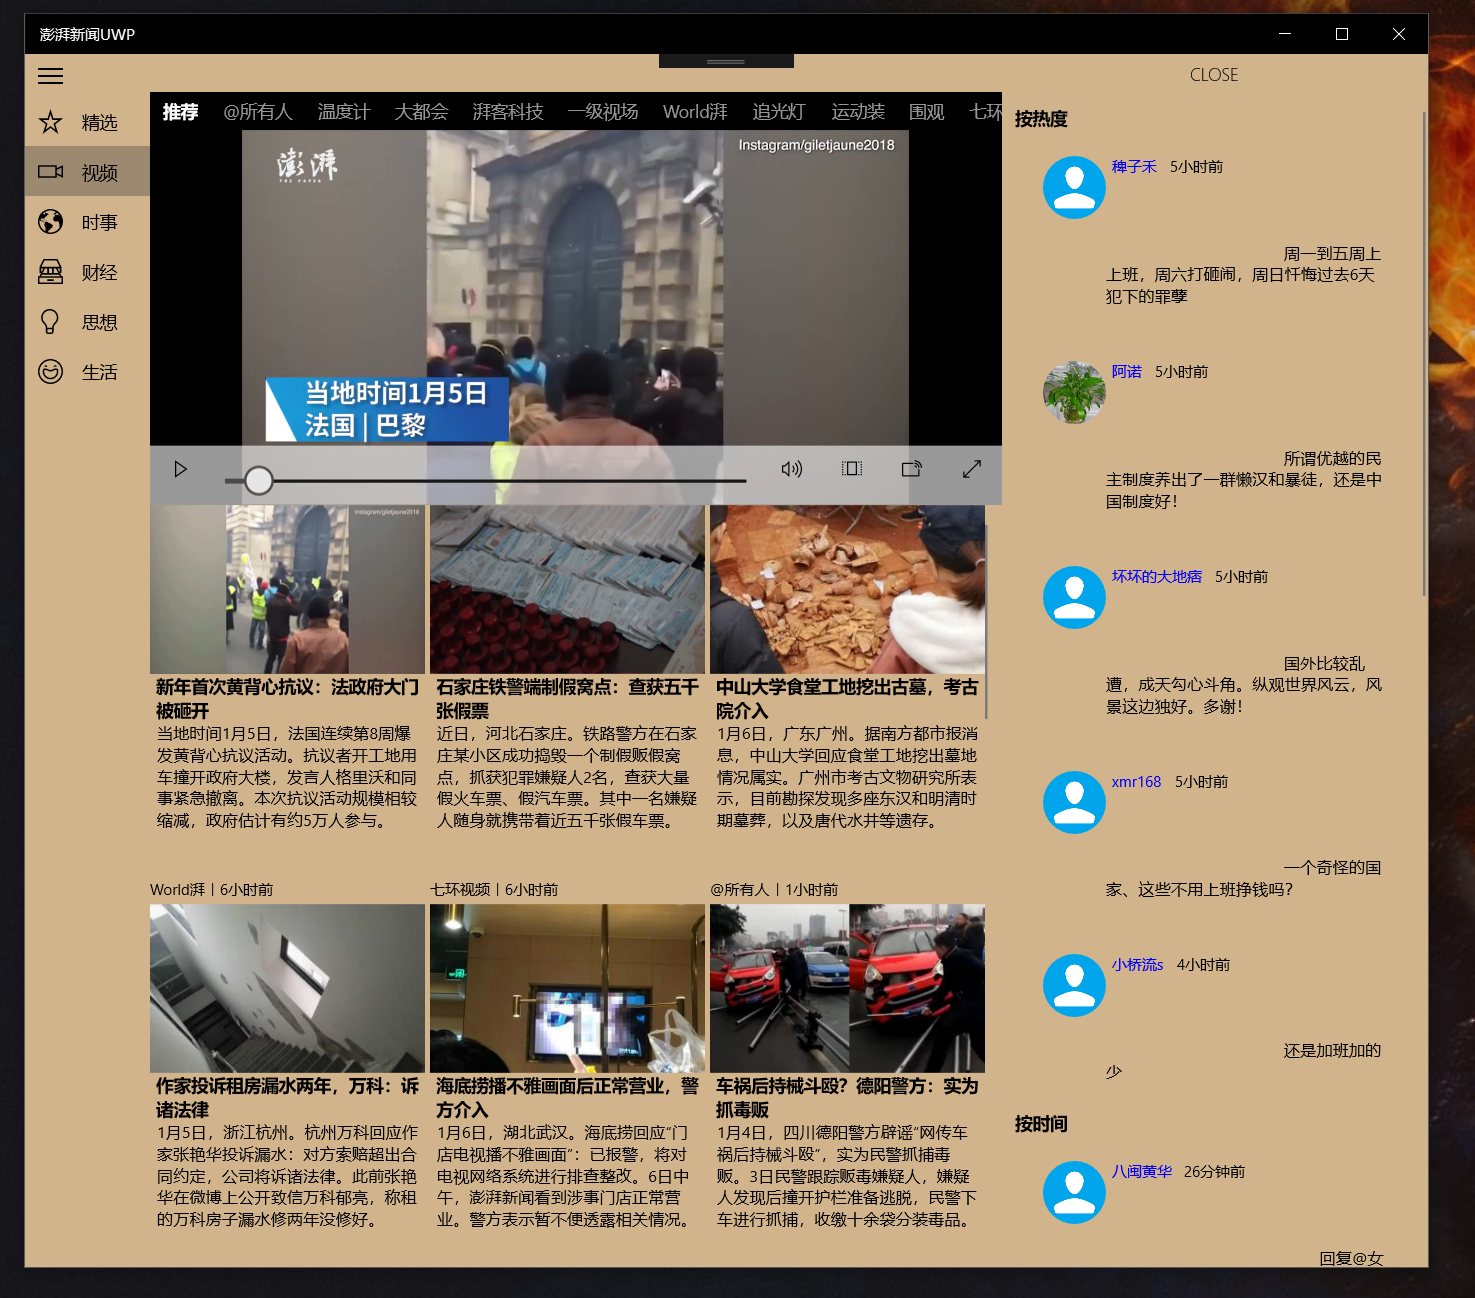 澎湃新闻UWP
CLOSE
精选
视频
时事
财经
思想
生活
推荐 @所有人 温度计 大都会 湃客科技 一级视场 World湃 追光灯 运动装 围观 七环
Instagram/giletjaune2018
澎湃
THE PAPER
当地时间1月5日
法国 | 巴黎
Instagram/giletjaune2018
新年首次黄背心抗议：法政府大门
被砸开
当地时间1月5日，法国连续第8周爆
发黄背心抗议活动。抗议者开工地用
车撞开政府大楼，发言人格里沃和同
事紧急撤离。本次抗议活动规模相较
缩减，政府估计有约5万人参与。
石家庄铁警端制假窝点：查获五千
张假票
近日，河北石家庄。铁路警方在石家
庄某小区成功捣毁一个制假贩假窝
点，抓获犯罪嫌疑人2名，查获大量
假火车票、假汽车票。其中一名嫌疑
人随身就携带着近五千张假车票。
中山大学食堂工地挖出古墓，考古
院介入
1月6日，广东广州。据南方都市报消
息，中山大学回应食堂工地挖出墓地
情况属实。广州市考古文物研究所表
示，目前勘探发现多座东汉和明清时
期墓葬，以及唐代水井等遗存。
World湃 | 6小时前
七环视频 | 6小时前
@所有人 | 1小时前
作家投诉租房漏水两年，万科：诉
诸法律
1月5日，浙江杭州。杭州万科回应作
家张艳华投诉漏水：对方索赔超出合
同约定，公司将诉诸法律。此前张艳
华在微博上公开致信万科郁亮，称租
的万科房子漏水修两年没修好。
海底捞播不雅画面后正常营业，警
方介入
1月6日，湖北武汉。海底捞回应“门
店电视播不雅画面”：已报警，将对
电视网络系统进行排查整改。6日中
午，澎湃新闻看到涉事门店正常营
业。警方表示暂不便透露相关情况。
车祸后持械斗殴？德阳警方：实为
抓毒贩
1月4日，四川德阳警方辟谣“网传车
祸后持械斗殴”，实为民警抓捕毒
贩。3日民警跟踪贩毒嫌疑人，嫌疑
人发现后撞开护栏准备逃脱，民警下
车进行抓捕，收缴十余袋分装毒品。
按热度
稗子禾 5小时前
周一到五周上
上班，周六打砸闹，周日忏悔过去6天
犯下的罪孽
阿诺 5小时前
所谓优越的民
主制度养出了一群懒汉和暴徒，还是中
国制度好！
坏坏的大地痞 5小时前
国外比较乱
遭，成天勾心斗角。纵观世界风云，风
景这边独好。多谢！
xmr168 5小时前
一个奇怪的国
家、这些不用上班挣钱吗？
小桥流s 4小时前
还是加班加的
少
按时间
八闽黄华 26分钟前
回复@女